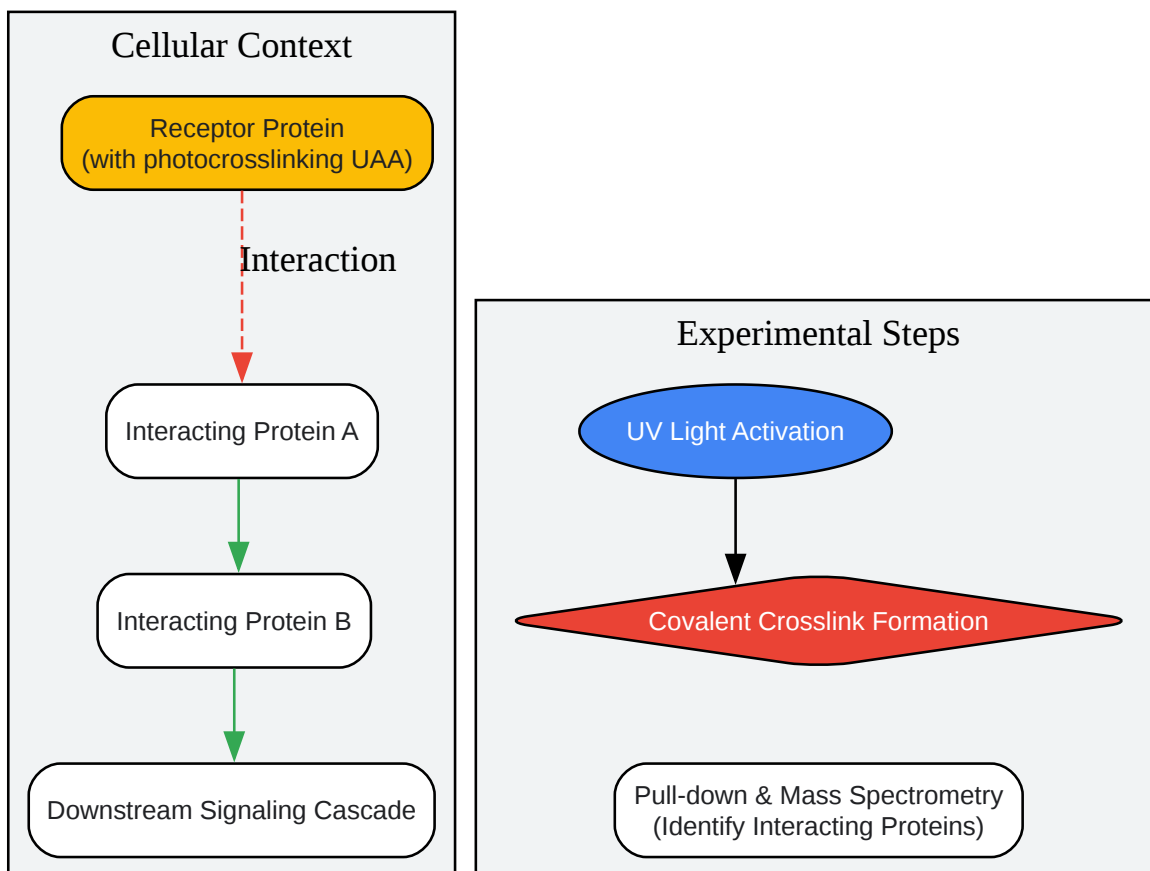 Cellular Context
Receptor Protein
(with photocrosslinking UAA)
Interaction
Interacting Protein A
Interacting Protein B
Downstream Signaling Cascade
Experimental Steps
UV Light Activation
Covalent Crosslink Formation
Pull-down & Mass Spectrometry
(Identify Interacting Proteins)